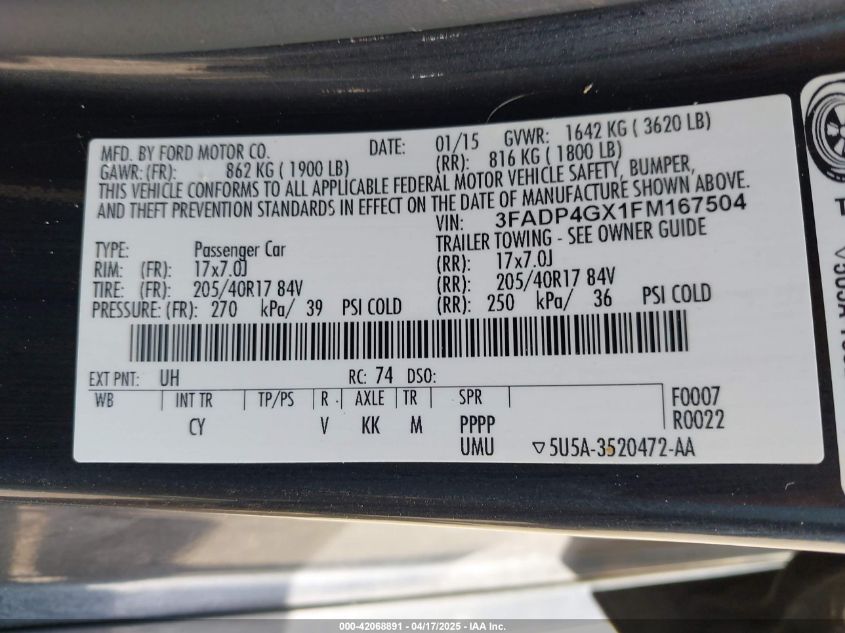 MFD. BY FORD MOTOR CO. DATE: 01/15 GVWR: 1642 KG ( 3620 LB)
GAWR: (FR): 862 KG ( 1900 LB) (RR): 816 KG ( 1800 LB)
THIS VEHICLE CONFORMS TO ALL APPLICABLE FEDERAL MOTOR VEHICLE SAFETY, BUMPER,
AND THEFT PREVENTION STANDARDS IN EFFECT ON THE DATE OF MANUFACTURE SHOWN ABOVE.
VIN: 3FADP4GX1FM167504
TYPE: Passenger Car TRAILER TOWING - SEE OWNER GUIDE
RIM: (FR): 17x7.0J (RR): 17x7.0J
TIRE: (FR): 205/40R17 84V (RR): 205/40R17 84V
PRESSURE: (FR): 270 kPa/ 39 PSI COLD (RR): 250 kPa/ 36 PSI COLD
EXT PNT: UH RC: 74 DSO:
WB INT TR TP/PS R AXLE TR SPR F0007
CY V KK M PPPP R0022
UMU ▽5U5A-3520472-AA
000-42068891 - 04/17/2025 - IAA Inc.